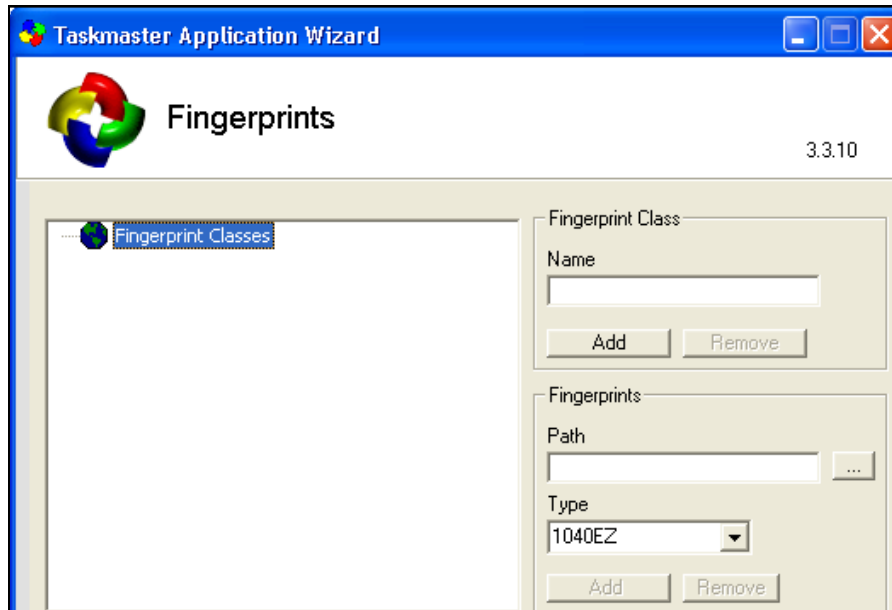 Taskmaster Application Wizard
Fingerprints
3.3.10
Fingerprint Classes
Fingerprint Class
Name
Add Remove
Fingerprints
Path
...
Type
1040EZ
Add Remove